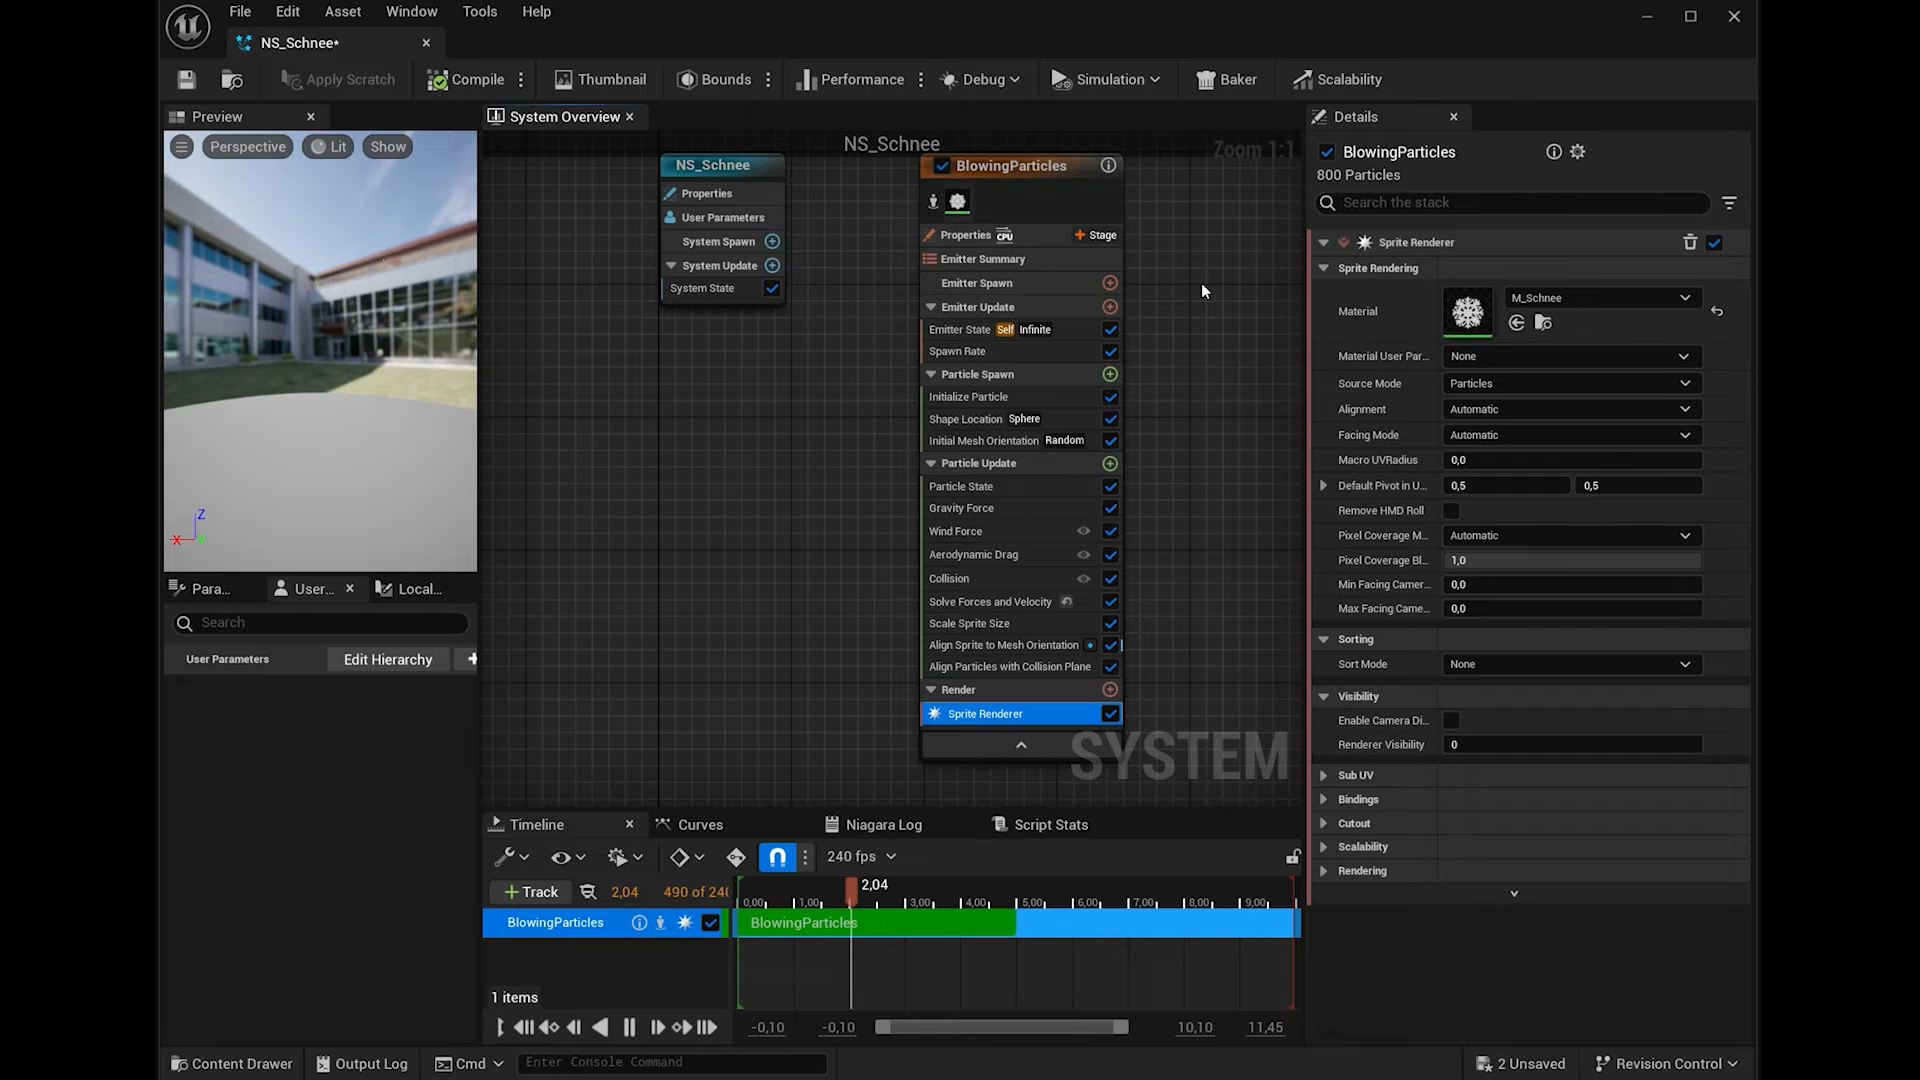 File Edit Asset Window Tools Help
NS_Schnee*
Apply Scratch Compile Thumbnail Bounds Performance Debug Simulation Baker Scalability
Preview
Perspective Lit Show
Z
X Y
Para... User... Local...
Search
User Parameters Edit Hierarchy
System Overview
NS_Schnee
Zoom 1:1
NS_Schnee
Properties
User Parameters
System Spawn
System Update
System State
BlowingParticles
Properties CPU Stage
Emitter Summary
Emitter Spawn
Emitter Update
Emitter State Self Infinite
Spawn Rate
Particle Spawn
Initialize Particle
Shape Location Sphere
Initial Mesh Orientation Random
Particle Update
Particle State
Gravity Force
Wind Force
Aerodynamic Drag
Collision
Solve Forces and Velocity
Scale Sprite Size
Align Sprite to Mesh Orientation
Align Particles with Collision Plane
Render
Sprite Renderer
SYSTEM
Timeline Curves Niagara Log Script Stats
240 fps
+ Track 2,04 490 of 240
2,04
0,00 1,00 3,00 4,00 5,00 6,00 7,00 8,00 9,00
BlowingParticles BlowingParticles
1 items
-0,10 -0,10 10,10 11,45
Details
BlowingParticles
800 Particles
Search the stack
Sprite Renderer
Sprite Rendering
Material M_Schnee
Material User Par... None
Source Mode Particles
Alignment Automatic
Facing Mode Automatic
Macro UVRadius 0,0
Default Pivot in U... 0,5 0,5
Remove HMD Roll
Pixel Coverage M... Automatic
Pixel Coverage Bl... 1,0
Min Facing Camer... 0,0
Max Facing Came... 0,0
Sorting
Sort Mode None
Visibility
Enable Camera Di...
Renderer Visibility 0
Sub UV
Bindings
Cutout
Scalability
Rendering
Content Drawer Output Log Cmd Enter Console Command 2 Unsaved Revision Control